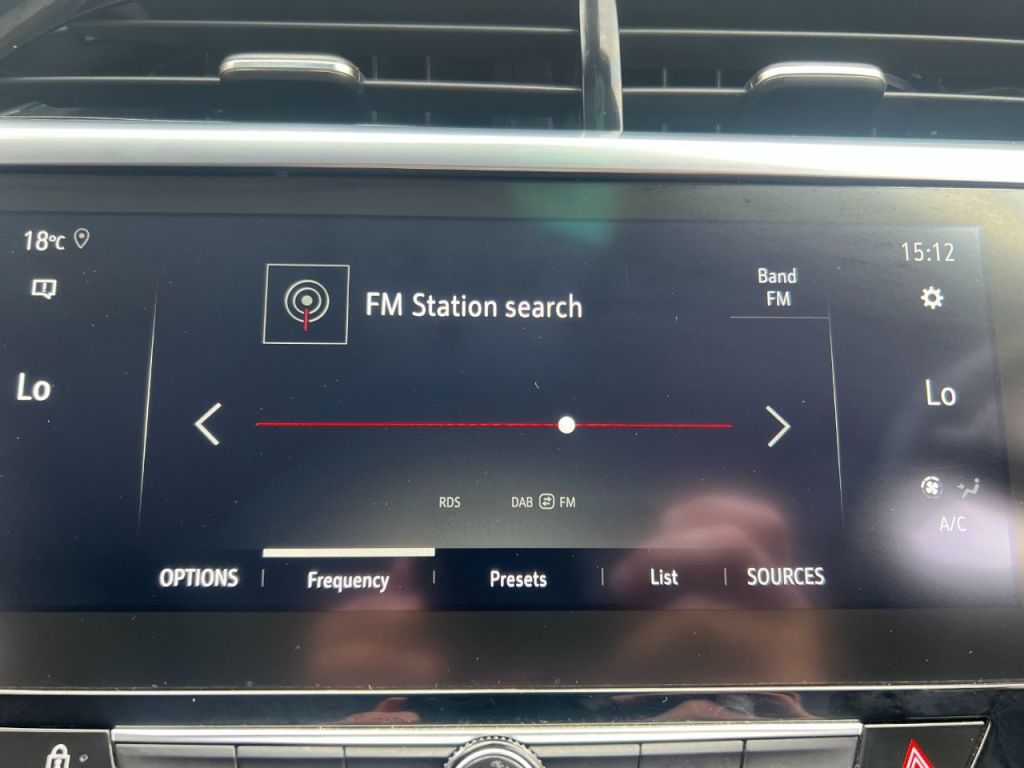 18°C
15:12
Band
FM
FM Station search
Lo
Lo
RDS
DAB FM
A/C
OPTIONS
Frequency
Presets
List
SOURCES